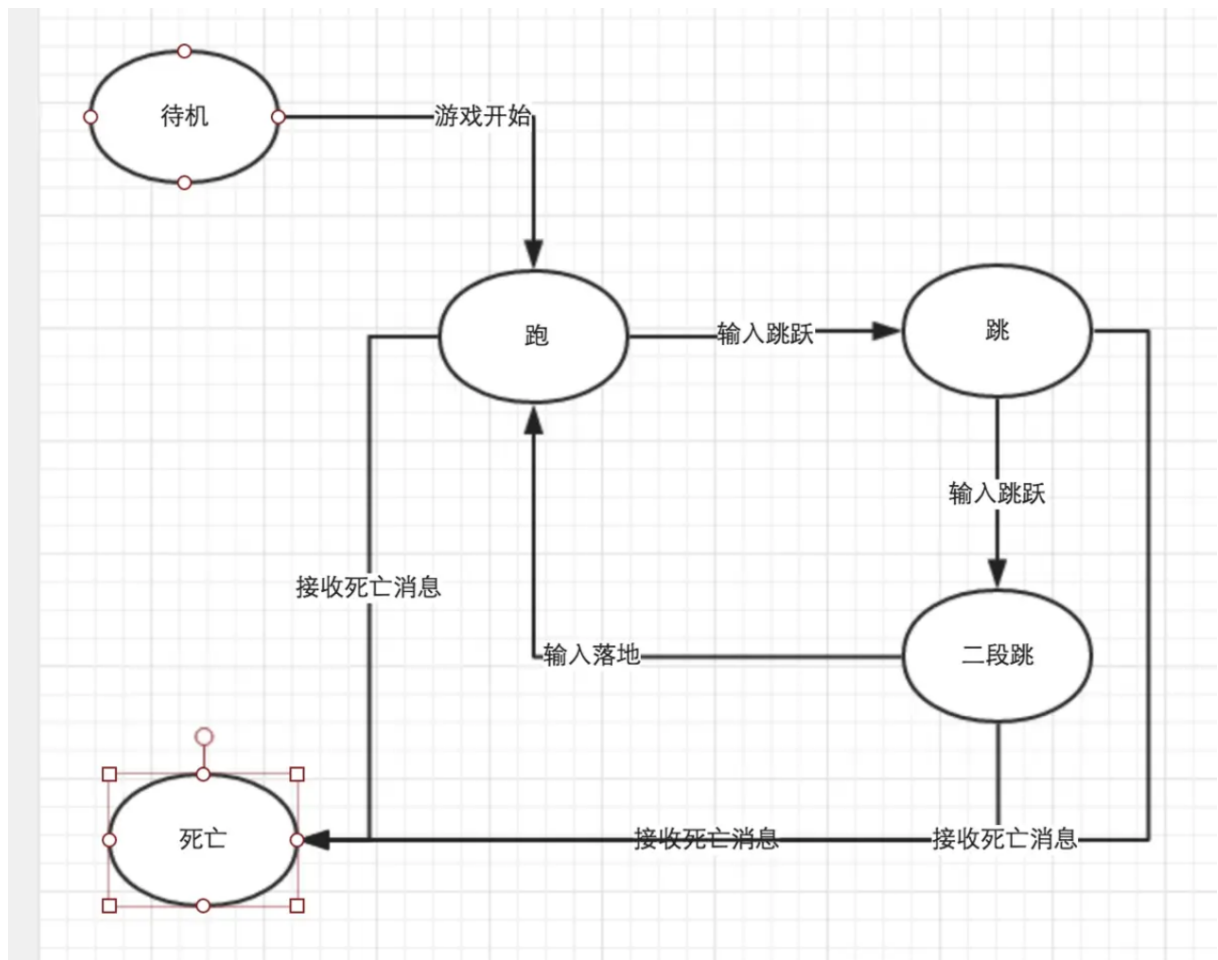 待机
游戏开始
跑
输入跳跃
跳
输入跳跃
接收死亡消息
输入落地
二段跳
死亡
接收死亡消息
接收死亡消息